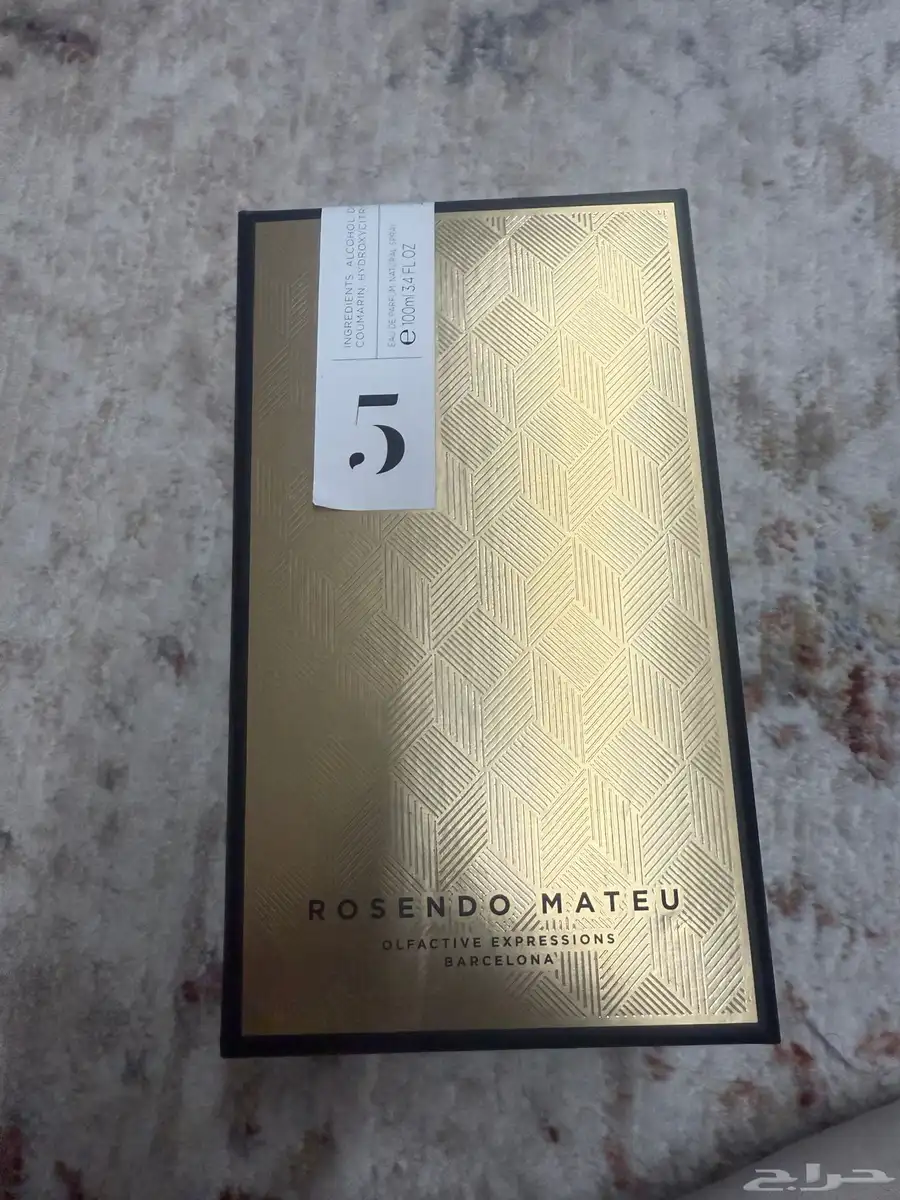 INGREDIENTS: ALCOHOL D
COUMARIN, HYDROXYCITR
EAU DE PARFUM NATURAL SPRAY
e 100ml 3.4 FL.OZ
5
ROSENDO MATEU
OLFACTIVE EXPRESSIONS
BARCELONA
حراج